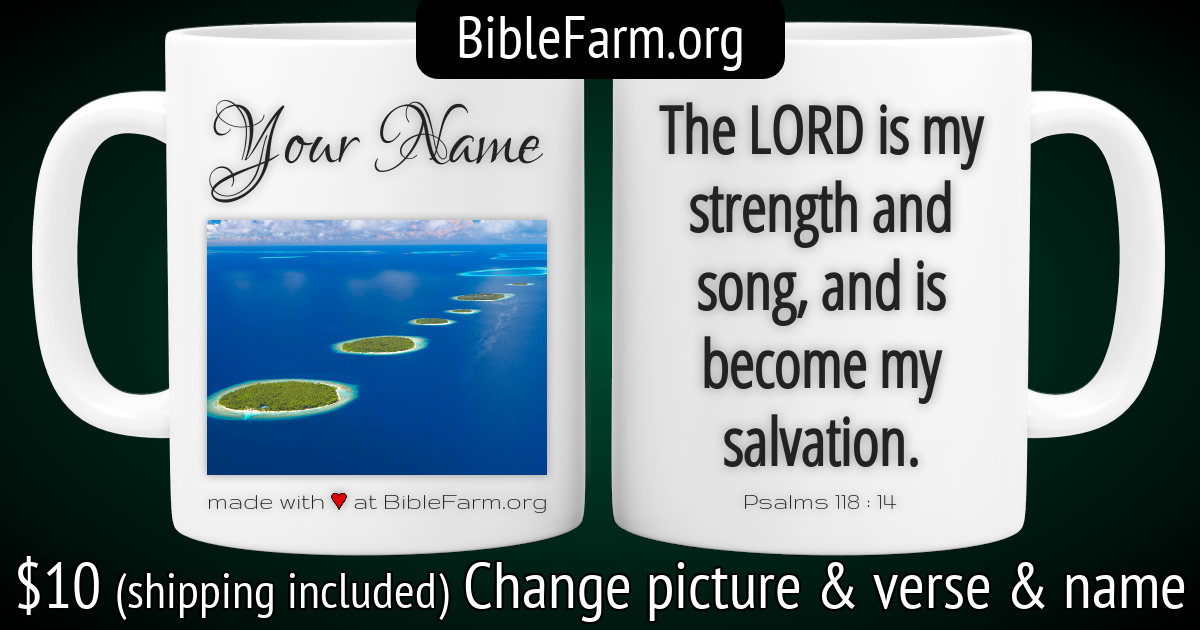 BibleFarm.org
Your Name
made with ♥ at BibleFarm.org
The LORD is my
strength and
song, and is
become my
salvation.
Psalms 118 : 14
$10 (shipping included) Change picture & verse & name